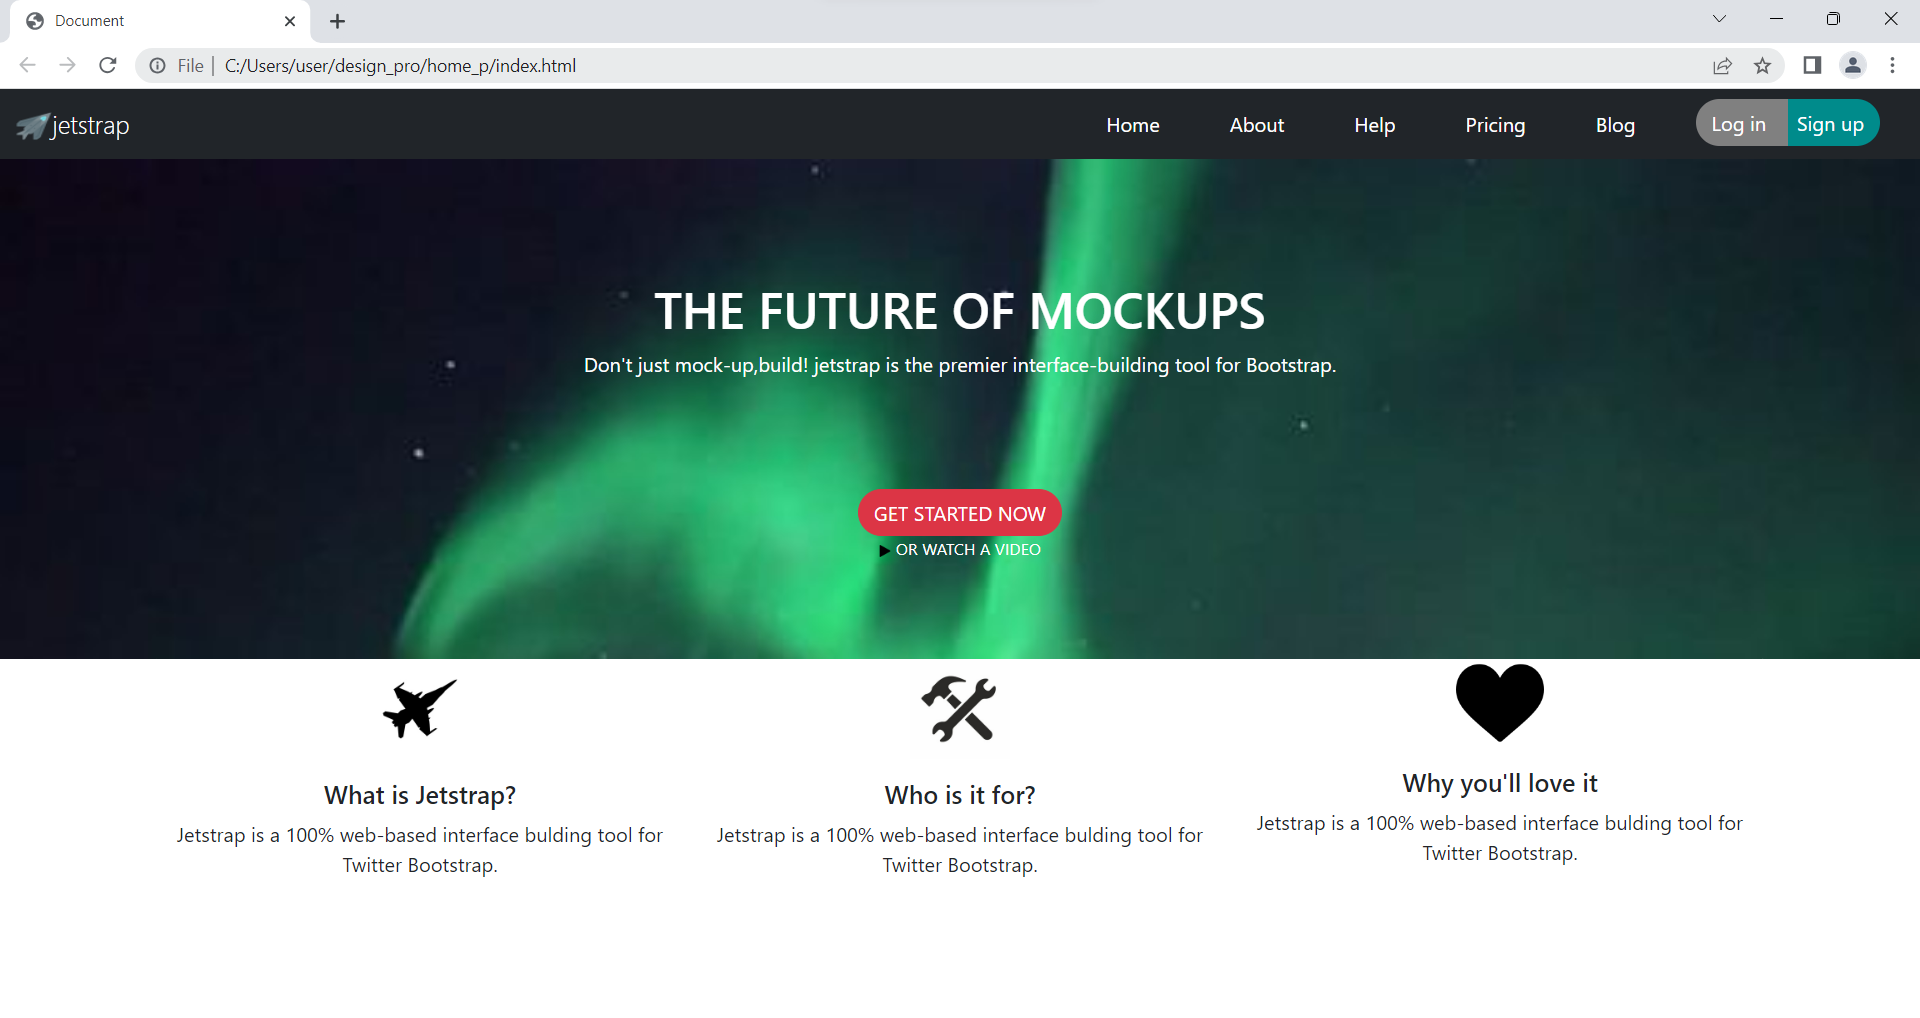 Document
File
C:/Users/user/design_pro/home_p/index.html
jetstrap
Home
About
Help
Pricing
Blog
Log in
Sign up
THE FUTURE OF MOCKUPS
Don't just mock-up,build! jetstrap is the premier interface-building tool for Bootstrap.
GET STARTED NOW
OR WATCH A VIDEO
What is Jetstrap?
Jetstrap is a 100% web-based interface bulding tool for
Twitter Bootstrap.
Who is it for?
Jetstrap is a 100% web-based interface bulding tool for
Twitter Bootstrap.
Why you'll love it
Jetstrap is a 100% web-based interface bulding tool for
Twitter Bootstrap.